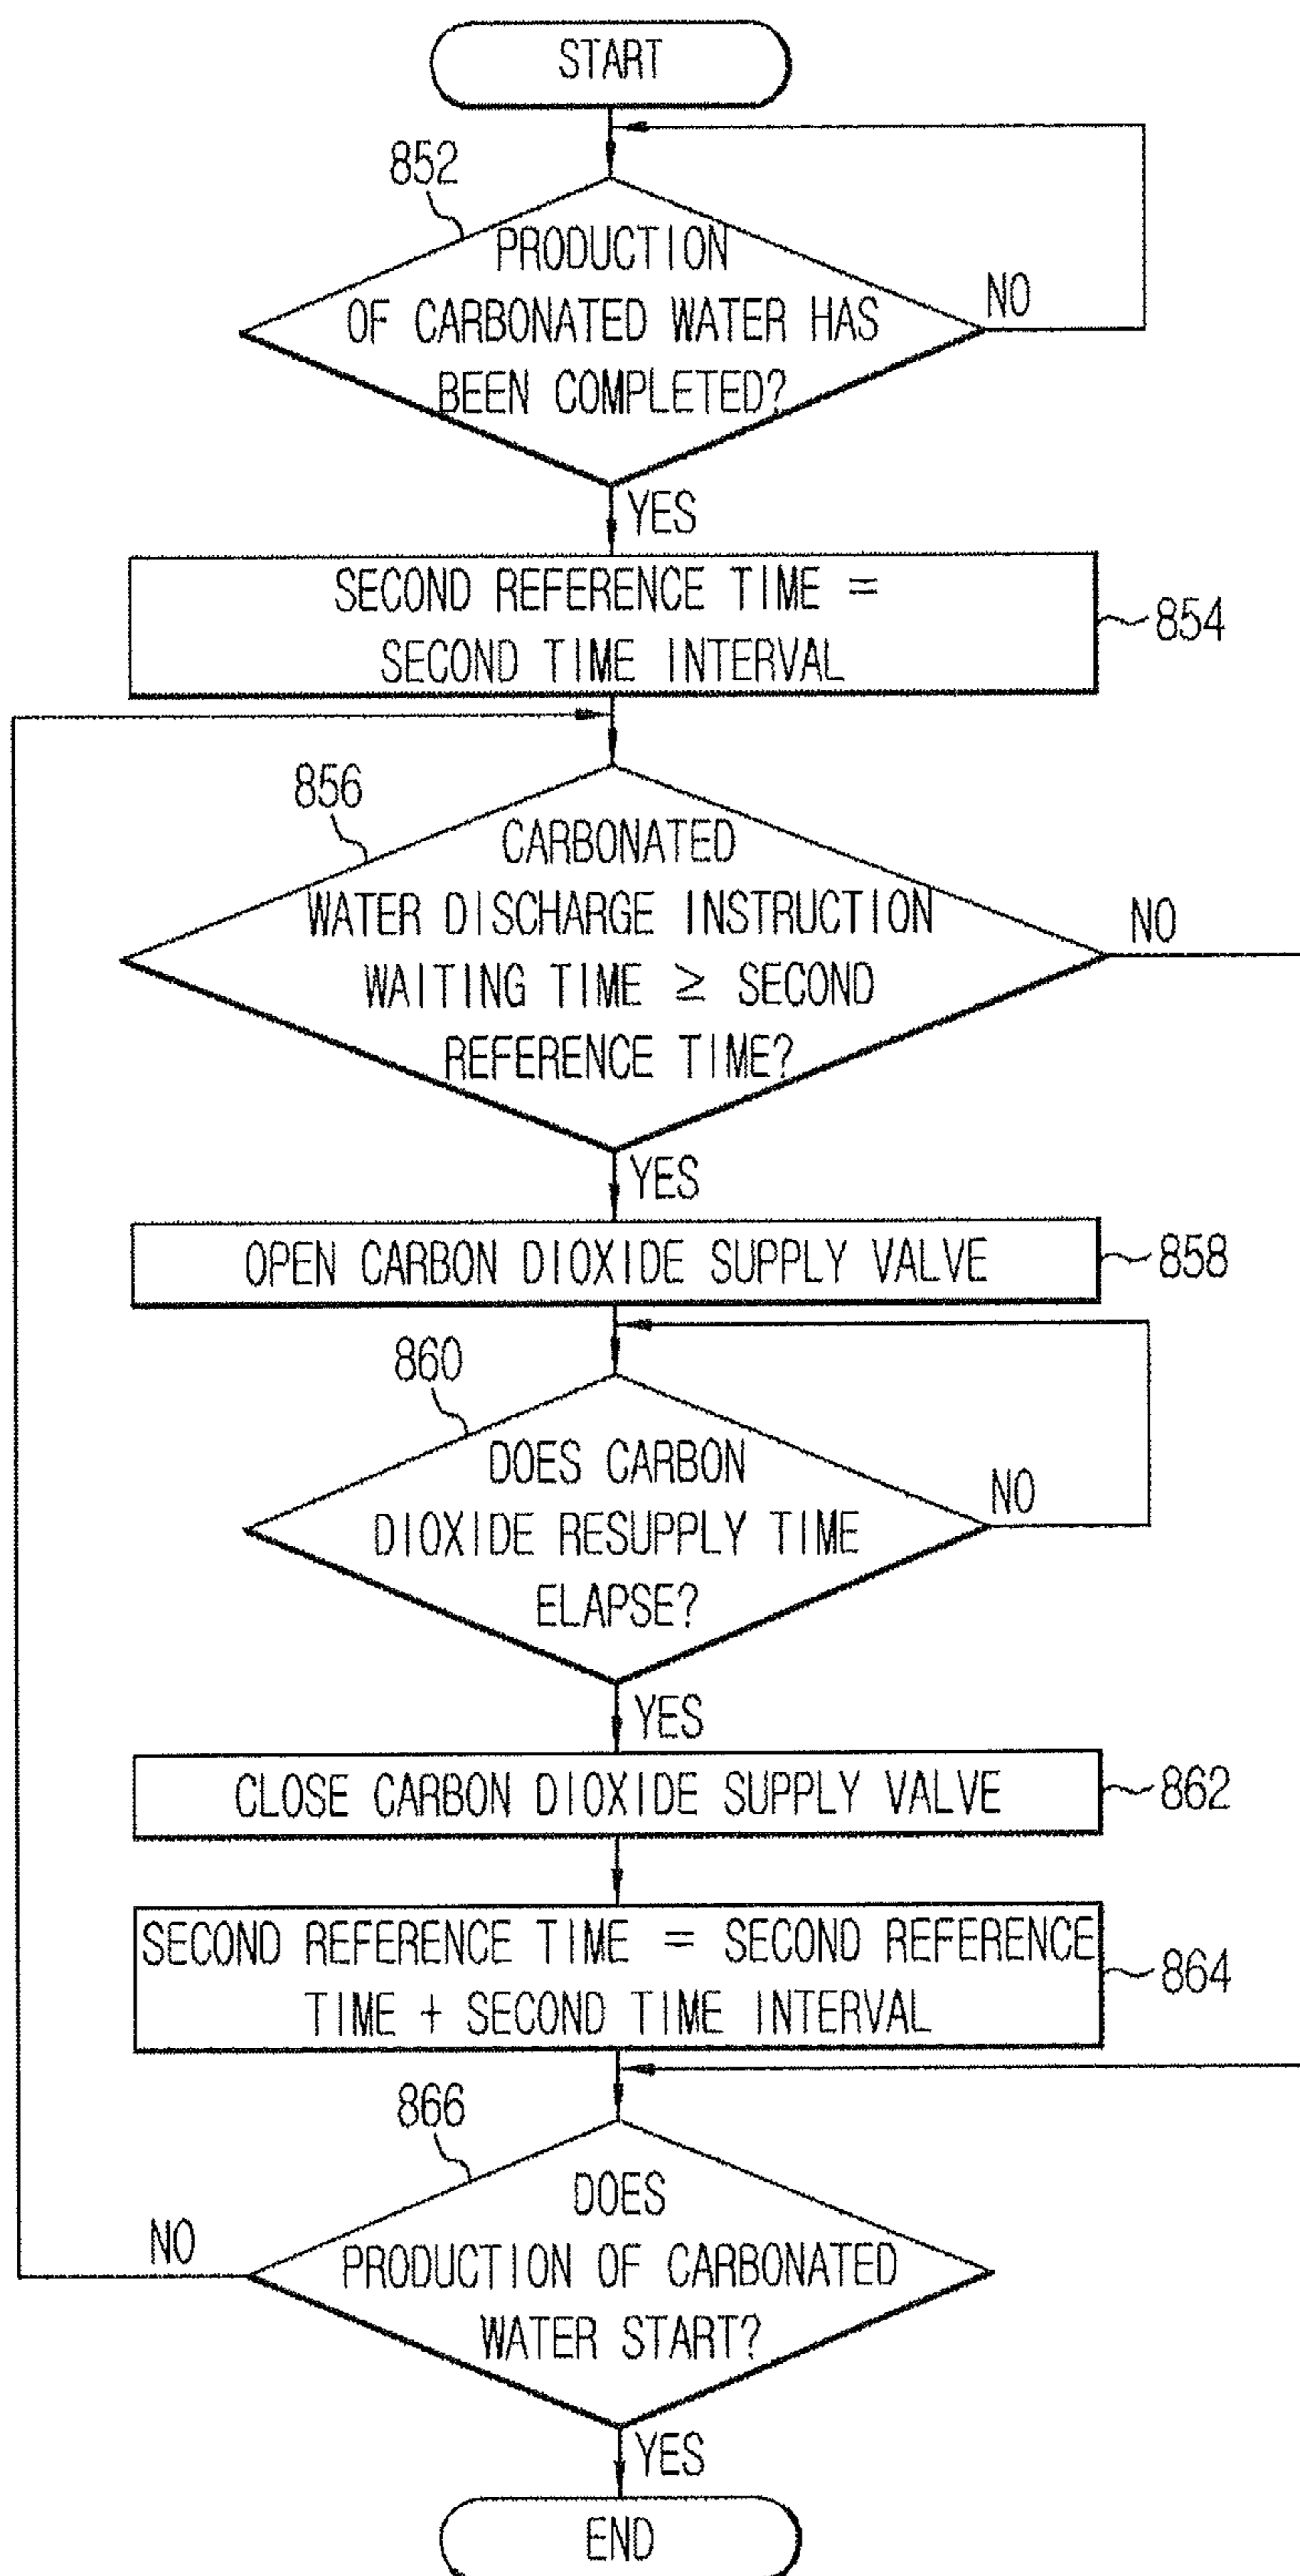 START
852
PRODUCTION
OF CARBONATED WATER HAS
BEEN COMPLETED?
NO
YES
SECOND REFERENCE TIME =
SECOND TIME INTERVAL
854
856
CARBONATED
WATER DISCHARGE INSTRUCTION
WAITING TIME ≥ SECOND
REFERENCE TIME?
NO
YES
OPEN CARBON DIOXIDE SUPPLY VALVE
858
860
DOES CARBON
DIOXIDE RESUPPLY TIME
ELAPSE?
NO
YES
CLOSE CARBON DIOXIDE SUPPLY VALVE
862
SECOND REFERENCE TIME = SECOND REFERENCE
TIME + SECOND TIME INTERVAL
864
866
DOES
PRODUCTION OF CARBONATED
WATER START?
NO
YES
END